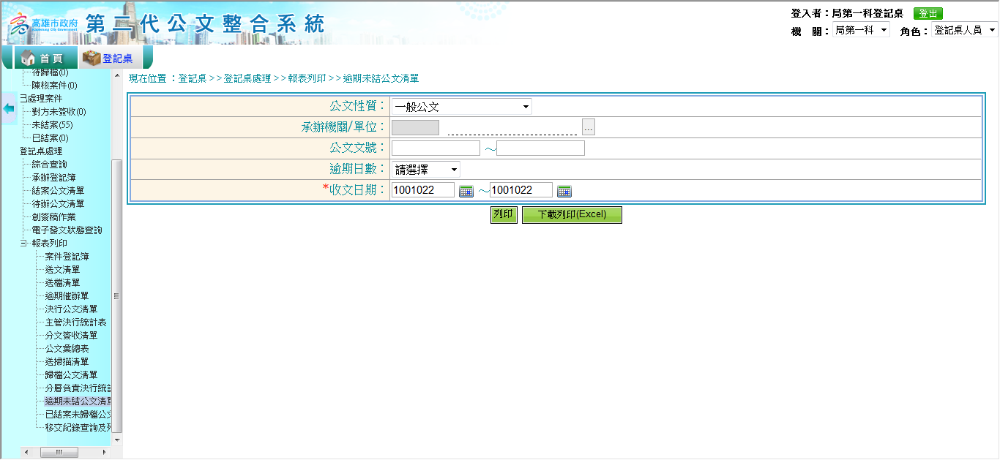 高雄市政府 第二代公文整合系統
Kaohsiung City Government
登入者：局第一科登記桌 登出
機 關： 局第一科 角色： 登記桌人員
首頁 登記桌
現在位置 ：登記桌>>登記桌處理>>報表列印>>逾期未結公文清單
待歸檔(0)
陳核案件(0)
已處理案件
對方未簽收(0)
未結案(55)
已結案(0)
登記桌處理
綜合查詢
承辦登記簿
結案公文清單
待辦公文清單
創簽稿作業
電子發文狀態查詢
報表列印
案件登記簿
送文清單
送檔清單
逾期催辦單
決行公文清單
主管決行統計表
分文簽收清單
公文彙總表
送掃描清單
歸檔公文清單
分層負責決行統計
逾期未結公文清單
已結案未歸檔公文
移交紀錄查詢及列
公文性質： 一般公文
承辦機關/單位： ...
公文文號： ～
逾期日數： 請選擇
*收文日期： 1001022 ～ 1001022
列印 下載列印(Excel)